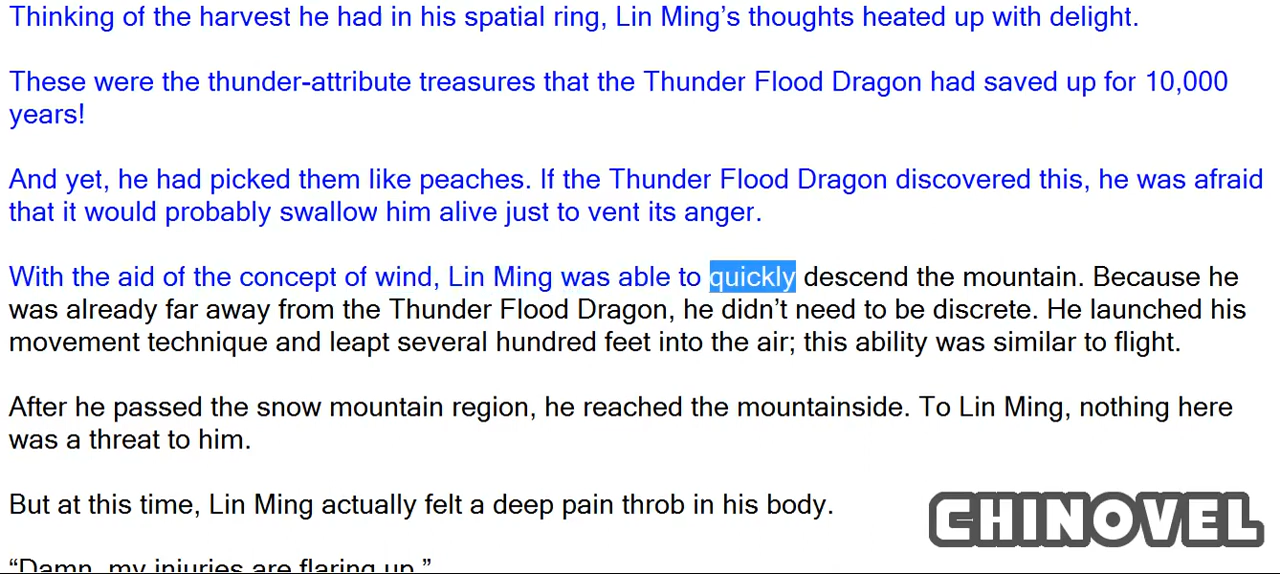 Thinking of the harvest he had in his spatial ring, Lin Ming’s thoughts heated up with delight.
These were the thunder-attribute treasures that the Thunder Flood Dragon had saved up for 10,000
years!
And yet, he had picked them like peaches. If the Thunder Flood Dragon discovered this, he was afraid
that it would probably swallow him alive just to vent its anger.
With the aid of the concept of wind, Lin Ming was able to quickly descend the mountain. Because he
was already far away from the Thunder Flood Dragon, he didn’t need to be discrete. He launched his
movement technique and leapt several hundred feet into the air; this ability was similar to flight.
After he passed the snow mountain region, he reached the mountainside. To Lin Ming, nothing here
was a threat to him.
But at this time, Lin Ming actually felt a deep pain throb in his body.
CHINOVEL
“Damn, my injuries are flaring up.”